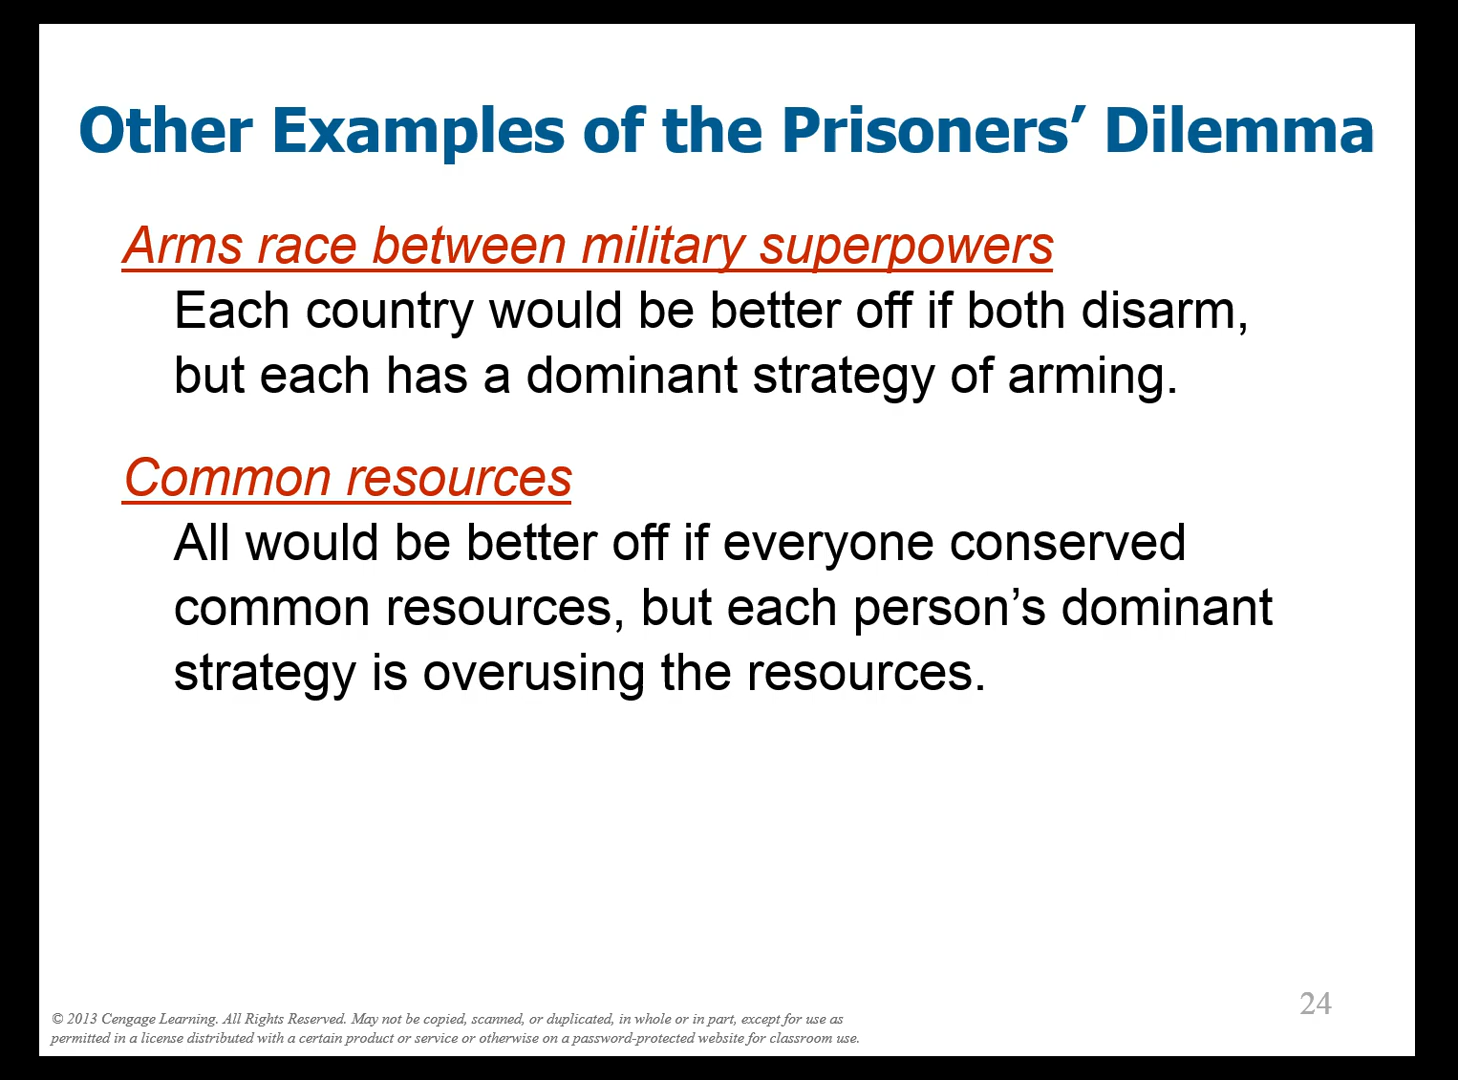 Other Examples of the Prisoners’ Dilemma
Arms race between military superpowers
Each country would be better off if both disarm,
but each has a dominant strategy of arming.
Common resources
All would be better off if everyone conserved
common resources, but each person’s dominant
strategy is overusing the resources.
24
© 2013 Cengage Learning. All Rights Reserved. May not be copied, scanned, or duplicated, in whole or in part, except for use as
permitted in a license distributed with a certain product or service or otherwise on a password-protected website for classroom use.